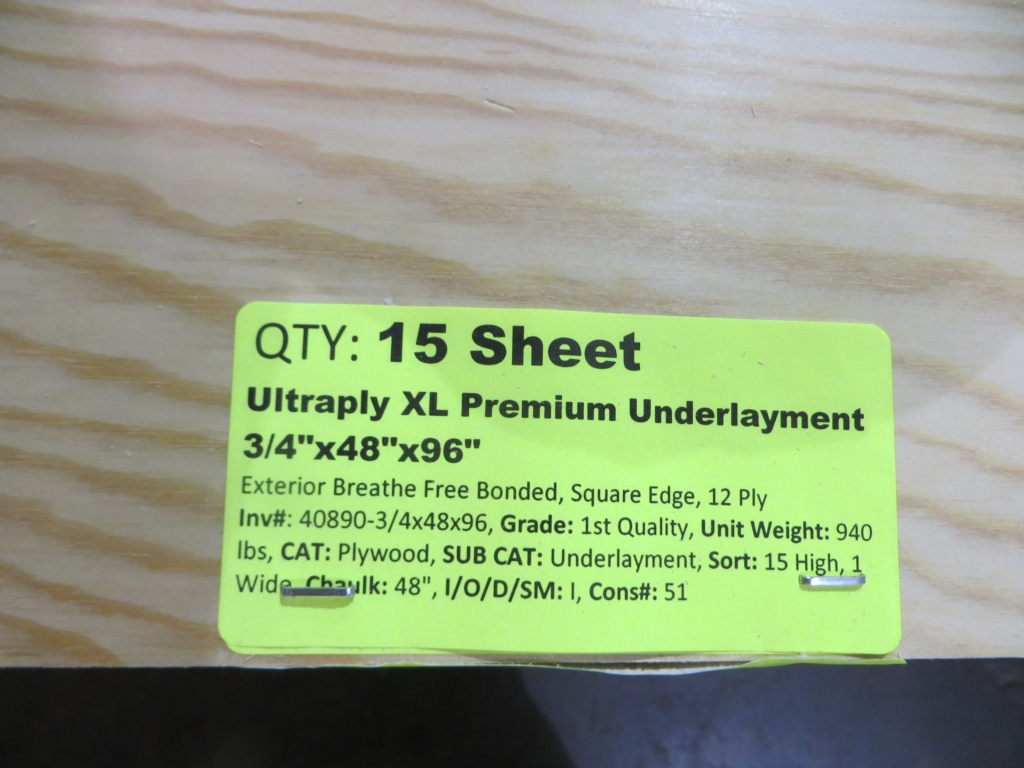 QTY: 15 Sheet
Ultraply XL Premium Underlayment
3/4"x48"x96"
Exterior Breathe Free Bonded, Square Edge, 12 Ply
Inv#: 40890-3/4x48x96, Grade: 1st Quality, Unit Weight: 940
lbs, CAT: Plywood, SUB CAT: Underlayment, Sort: 15 High, 1
Wide, Chaulk: 48", I/O/D/SM: I, Cons#: 51